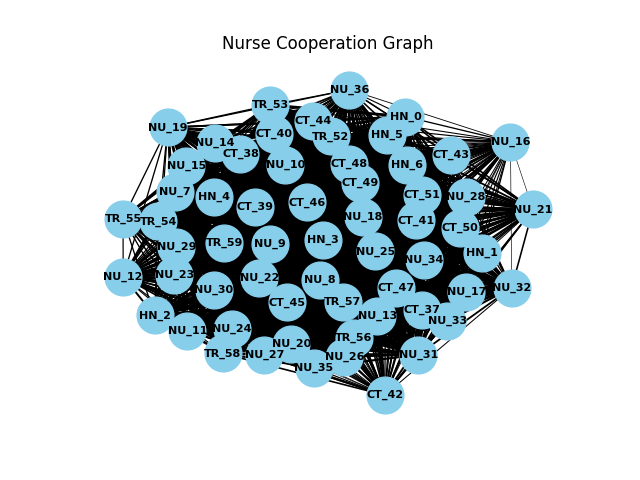 Nurse Cooperation Graph
NU_36
TR_53
HN_0
CT_44
NU_19
CT_40
HN_5
TR_52
NU_14
NU_16
CT_38
CT_43
NU_15
NU_10
CT_48
HN_6
CT_49
NU_7
HN_4
CT_51
NU_28
CT_46
CT_39
NU_21
TR_55
TR_54
NU_18
CT_41
CT_50
NU_29
TR_59
NU_9
HN_3
NU_25
HN_1
NU_34
NU_12
NU_23
NU_22
NU_8
NU_30
CT_47
NU_17
NU_32
CT_45
TR_57
HN_2
NU_13
CT_37
NU_33
NU_11
NU_24
TR_56
NU_20
TR_58
NU_27
NU_26
NU_31
NU_35
CT_42